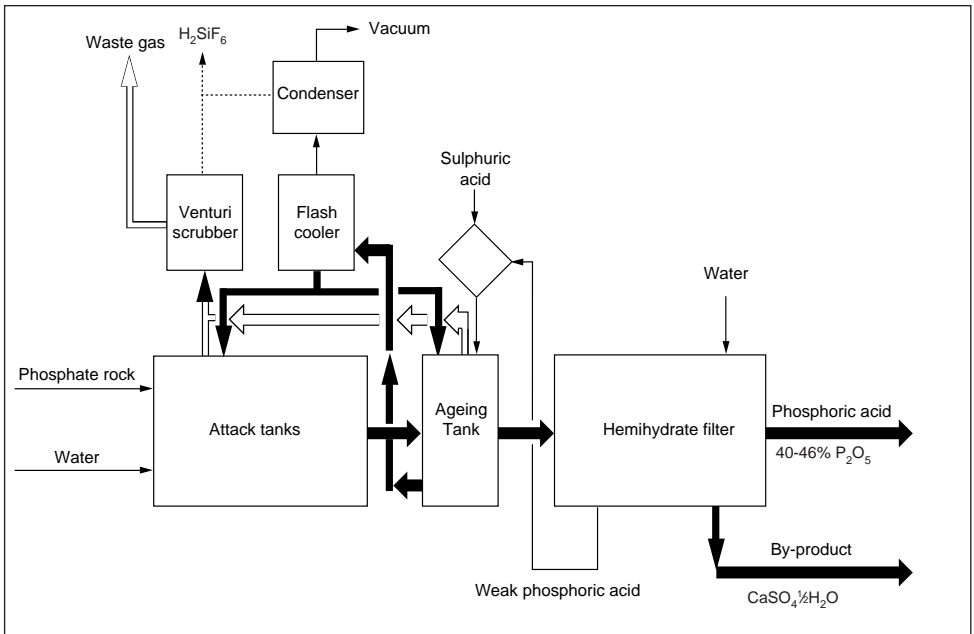 Vacuum
H₂SiF₆
Waste gas
Condenser
Sulphuric
acid
Venturi
scrubber
Flash
cooler
Water
Phosphate rock
Attack tanks
Ageing
Tank
Hemihydrate filter
Phosphoric acid
40-46% P₂O₅
Water
By-product
Weak phosphoric acid
CaSO₄½H₂O